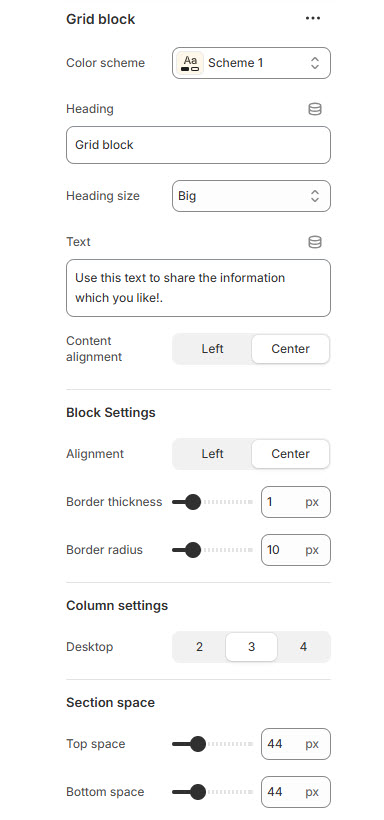 Grid block
Color scheme
Aa
Scheme 1
Heading
Grid block
Heading size
Big
Text
Use this text to share the information
which you like!.
Content
alignment
Left
Center
Block Settings
Alignment
Left
Center
Border thickness
1 px
Border radius
10 px
Column settings
Desktop
2
3
4
Section space
Top space
44 px
Bottom space
44 px